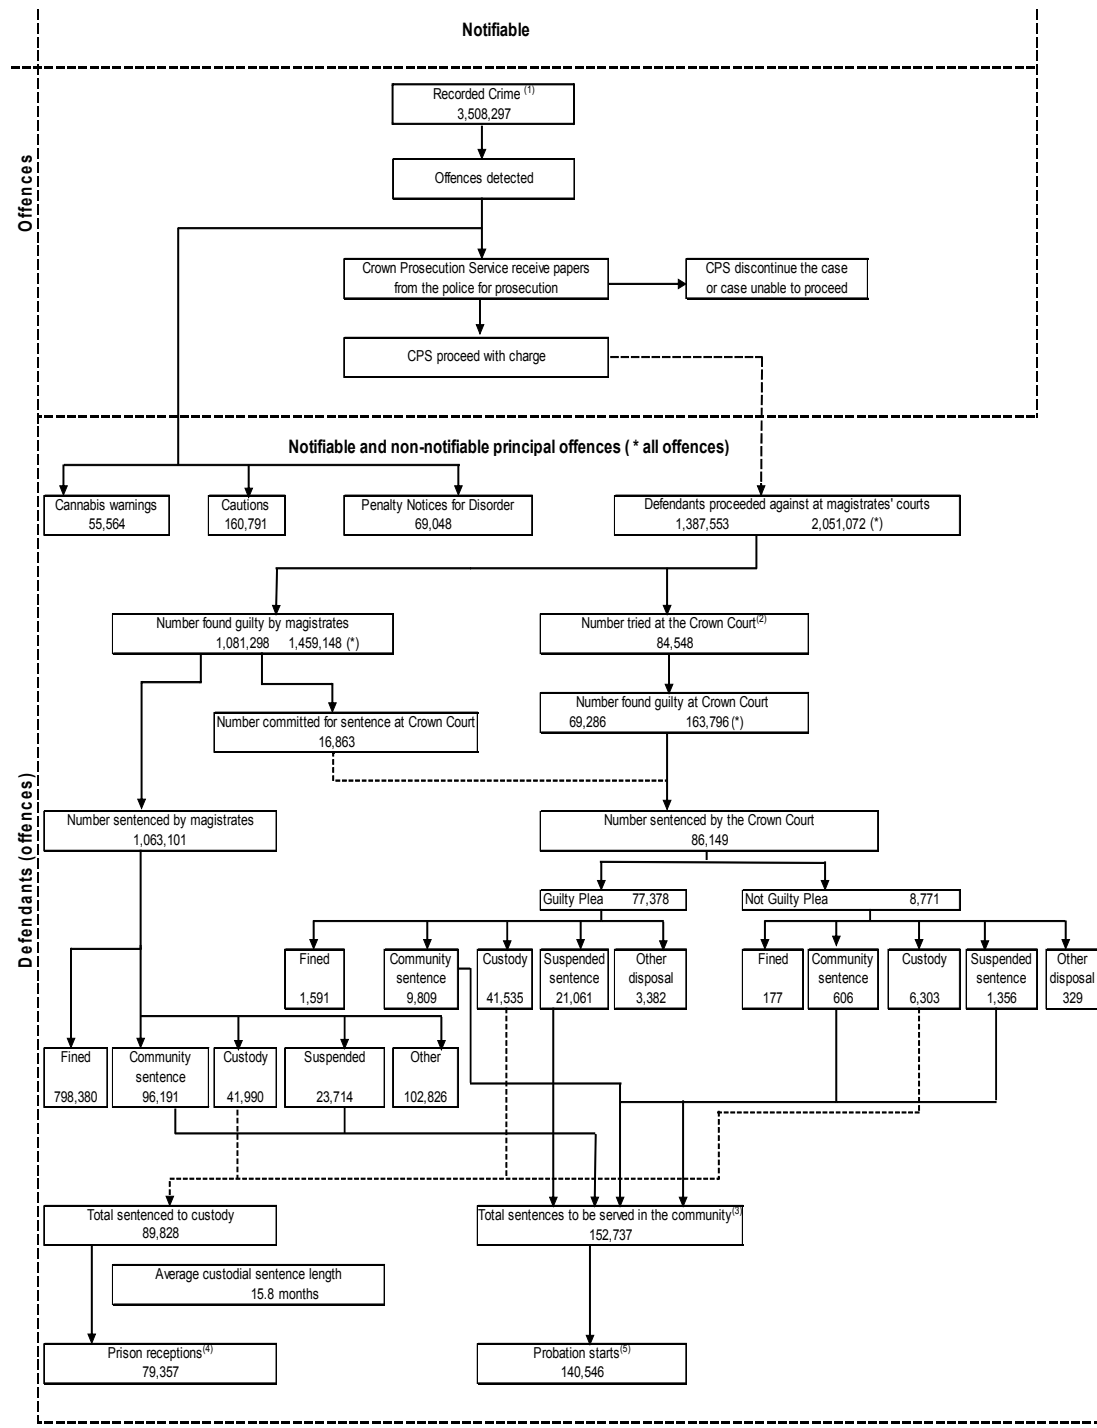 Notifiable
Offences
Recorded Crime (1)
3,508,297
Offences detected
Crown Prosecution Service receive papers
from the police for prosecution
CPS discontinue the case
or case unable to proceed
CPS proceed with charge
Notifiable and non-notifiable principal offences ( * all offences)
Defendants (offences)
Cannabis warnings
55,564
Cautions
160,791
Penalty Notices for Disorder
69,048
Defendants proceeded against at magistrates' courts
1,387,553 2,051,072 (*)
Number found guilty by magistrates
1,081,298 1,459,148 (*)
Number tried at the Crown Court(2)
84,548
Number committed for sentence at Crown Court
16,863
Number found guilty at Crown Court
69,286 163,796 (*)
Number sentenced by magistrates
1,063,101
Number sentenced by the Crown Court
86,149
Guilty Plea 77,378
Not Guilty Plea 8,771
Fined
1,591
Community
sentence
9,809
Custody
41,535
Suspended
sentence
21,061
Other
disposal
3,382
Fined
177
Community
sentence
606
Custody
6,303
Suspended
sentence
1,356
Other
disposal
329
Fined
798,380
Community
sentence
96,191
Custody
41,990
Suspended
23,714
Other
102,826
Total sentenced to custody
89,828
Total sentences to be served in the community(3)
152,737
Average custodial sentence length
15.8 months
Prison receptions(4)
79,357
Probation starts(5)
140,546